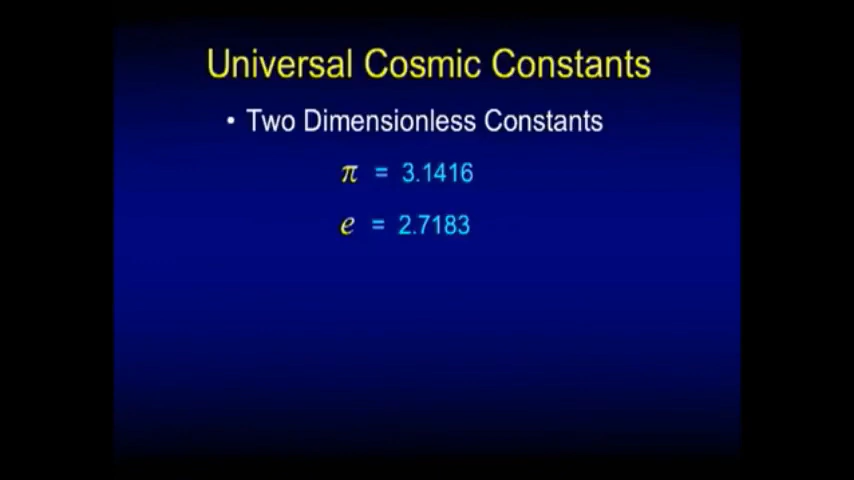 Universal Cosmic Constants
• Two Dimensionless Constants
π = 3.1416
e = 2.7183